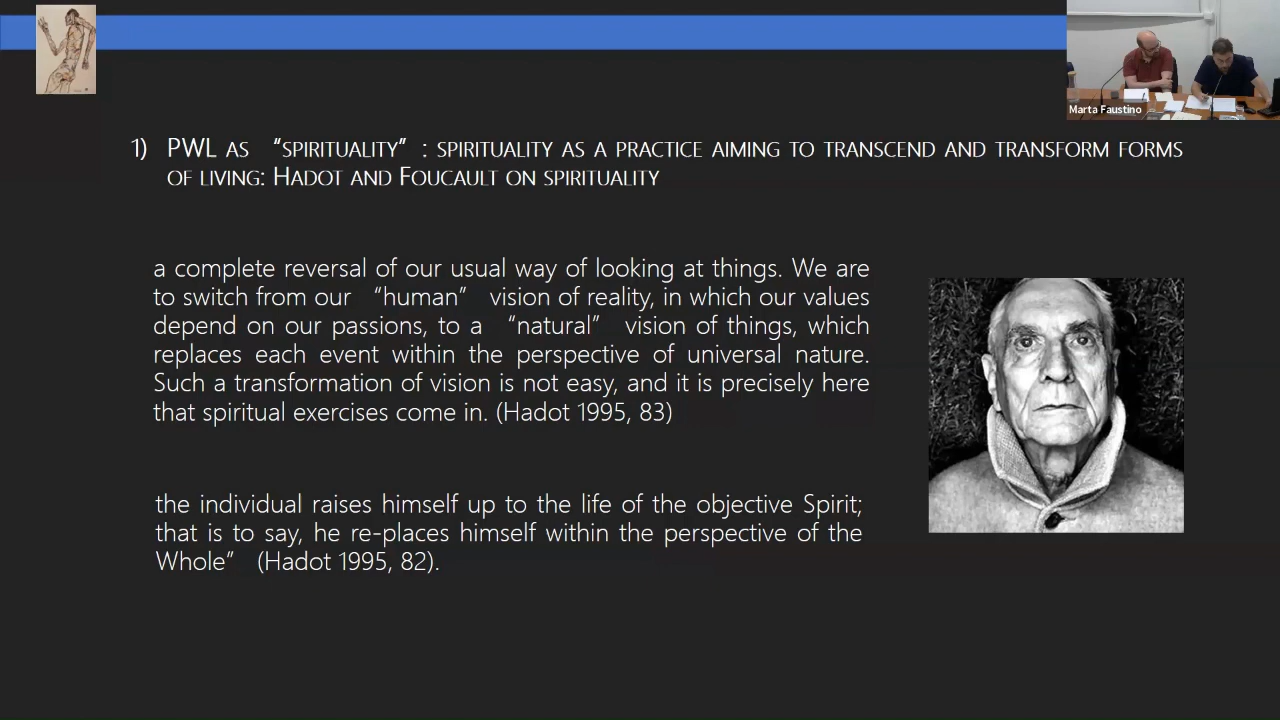 Marta Faustino
1) PWL AS “SPIRITUALITY” : SPIRITUALITY AS A PRACTICE AIMING TO TRANSCEND AND TRANSFORM FORMS
OF LIVING: HADOT AND FOUCAULT ON SPIRITUALITY
a complete reversal of our usual way of looking at things. We are
to switch from our “human” vision of reality, in which our values
depend on our passions, to a “natural” vision of things, which
replaces each event within the perspective of universal nature.
Such a transformation of vision is not easy, and it is precisely here
that spiritual exercises come in. (Hadot 1995, 83)
the individual raises himself up to the life of the objective Spirit;
that is to say, he re-places himself within the perspective of the
Whole” (Hadot 1995, 82).